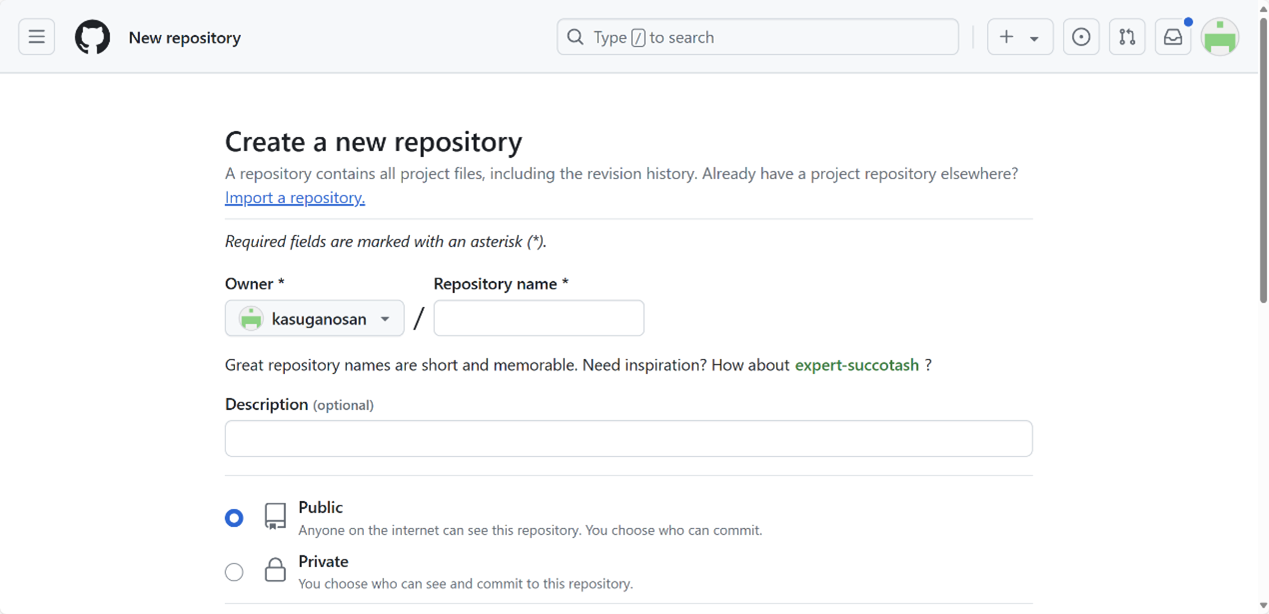 New repository
Type / to search
Create a new repository
A repository contains all project files, including the revision history. Already have a project repository elsewhere?
Import a repository.
Required fields are marked with an asterisk (*).
Owner * Repository name *
kasuganosan /
Great repository names are short and memorable. Need inspiration? How about expert-succotash ?
Description (optional)
Public
Anyone on the internet can see this repository. You choose who can commit.
Private
You choose who can see and commit to this repository.